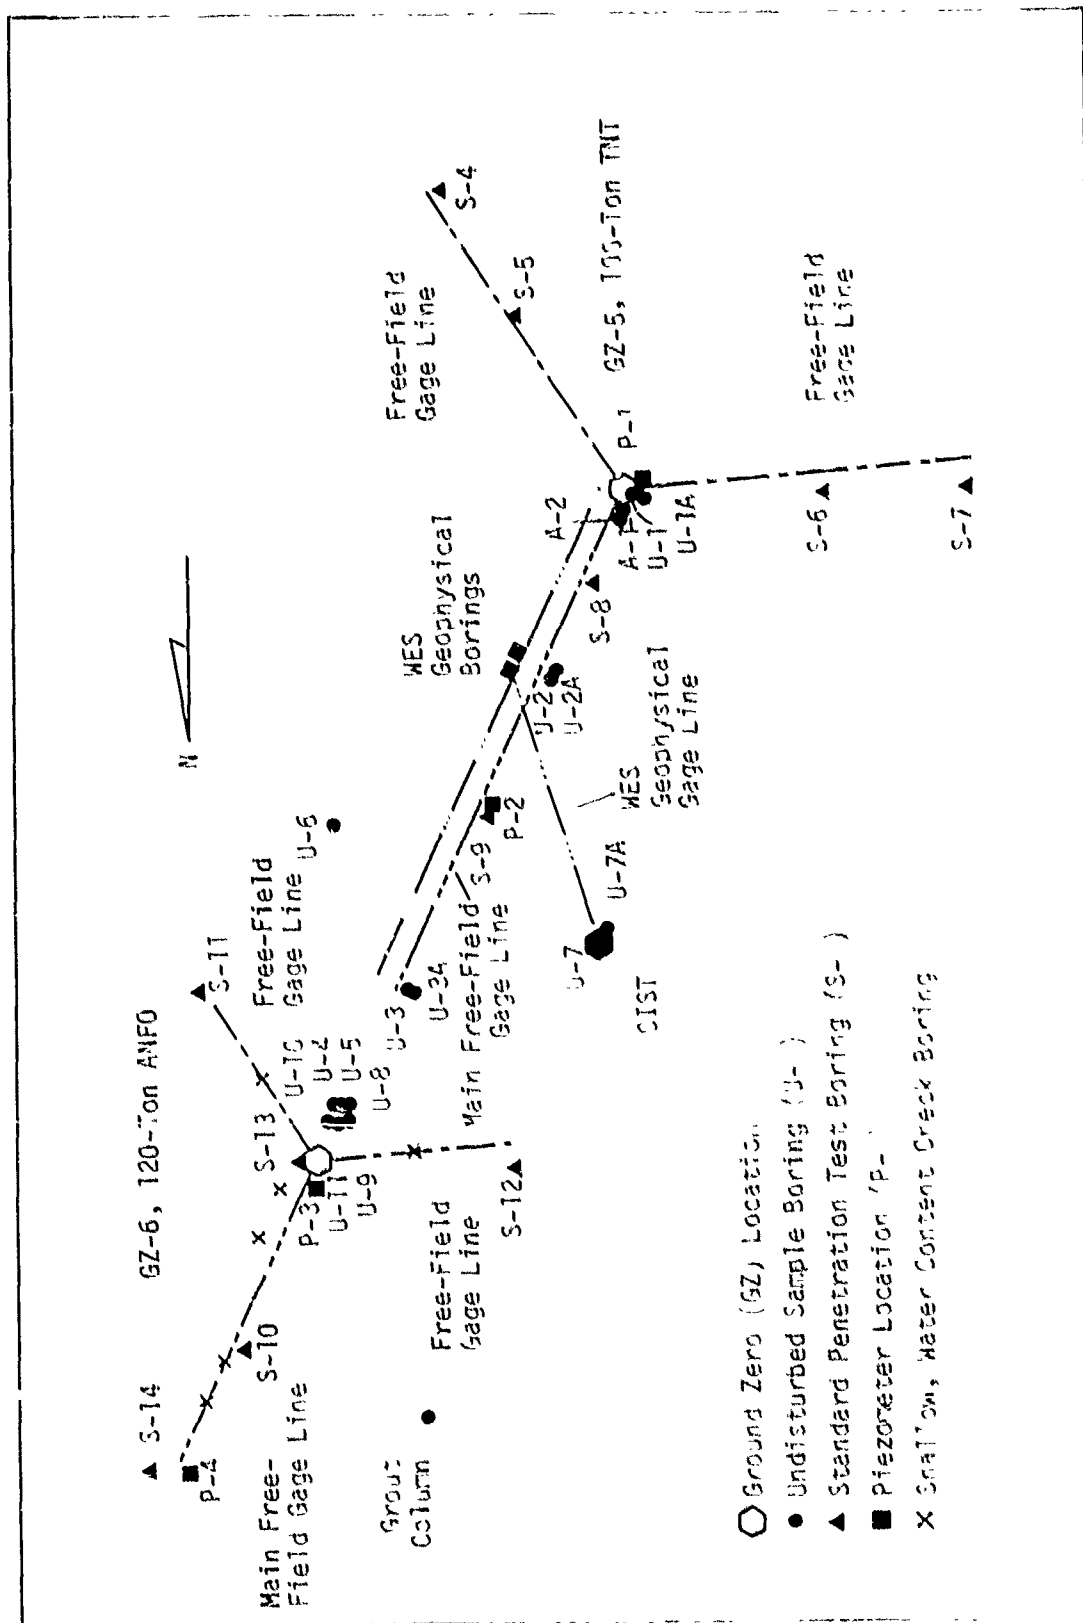 S-14
GZ-6, 120-Ton ANFO
P-4
S-10
Main Free-
Field Gage Line
S-13
S-11
Free-Field
Gage Line
U-6
P-3
U-11
U-9
U-10
U-4
U-5
U-8
Grout
Column
Free-Field
Gage Line
S-12
U-3
U-3A
Main Free-Field
Gage Line
S-9
P-2
N
WES
Geophysical
Borings
Free-Field
Gage Line
S-4
S-5
GZ-5, 100-Ton TNT
A-2
P-1
A-1
U-1
U-1A
S-8
U-2
U-2A
WES
Geophysical
Gage Line
U-7
U-7A
CIST
S-6
S-7
Free-Field
Gage Line
Ground Zero (GZ) Location
Undisturbed Sample Boring (U- )
Standard Penetration Test Boring (S- )
Piezometer Location (P- )
Shallow, Water Content Check Boring